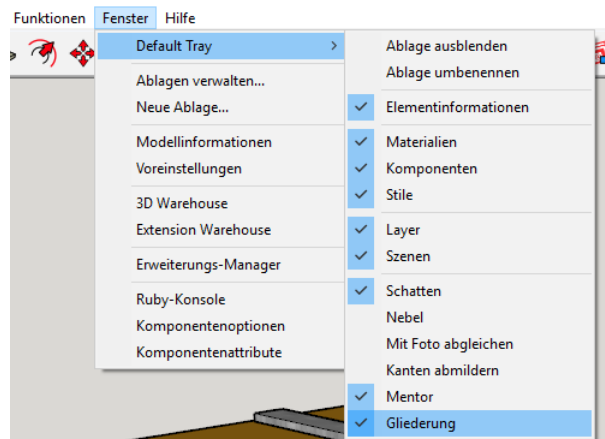 Funktionen Fenster Hilfe
Default Tray
Ablagen verwalten...
Neue Ablage...
Modellinformationen
Voreinstellungen
3D Warehouse
Extension Warehouse
Erweiterungs-Manager
Ruby-Konsole
Komponentenoptionen
Komponentenattribute
Ablage ausblenden
Ablage umbenennen
Elementinformationen
Materialien
Komponenten
Stile
Layer
Szenen
Schatten
Nebel
Mit Foto abgleichen
Kanten abmildern
Mentor
Gliederung